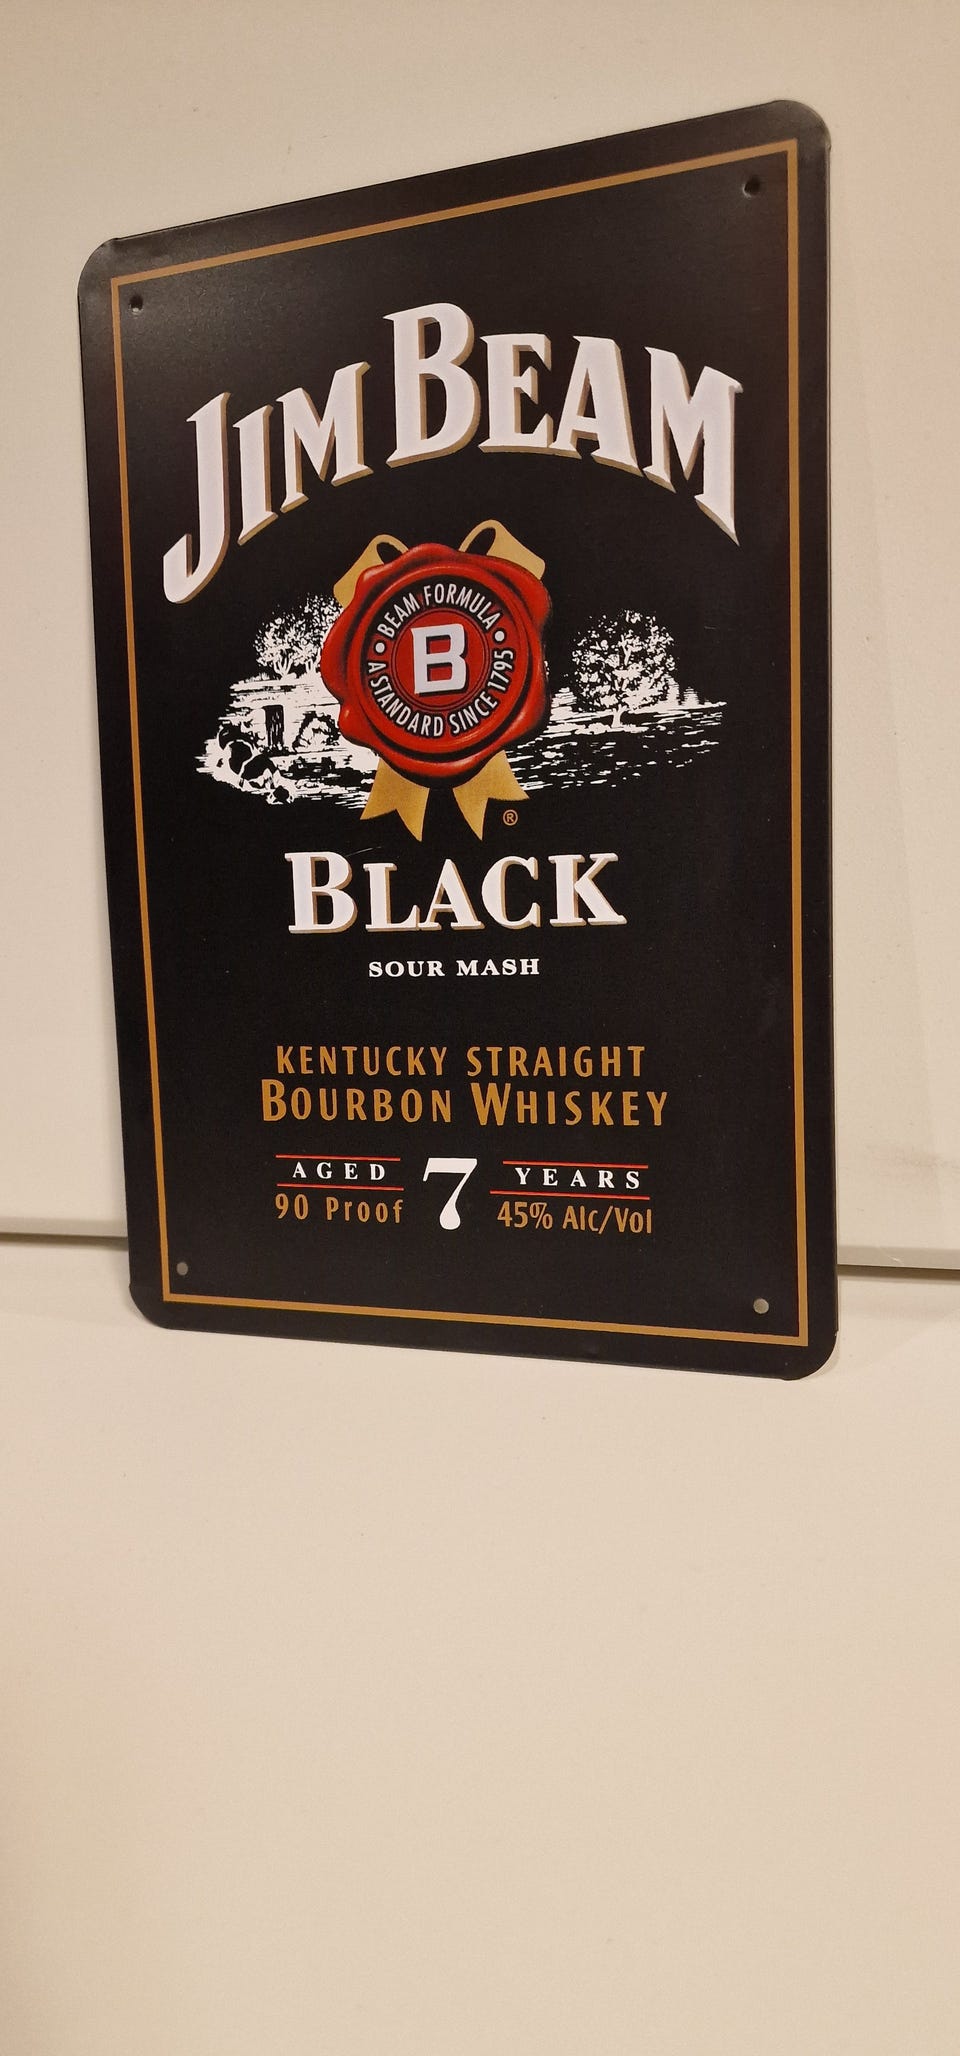 JIM BEAM
BEAM FORMULA
B
A STANDARD SINCE 1795
®
BLACK
SOUR MASH
KENTUCKY STRAIGHT
BOURBON WHISKEY
AGED 7 YEARS
90 Proof 45% Alc/Vol